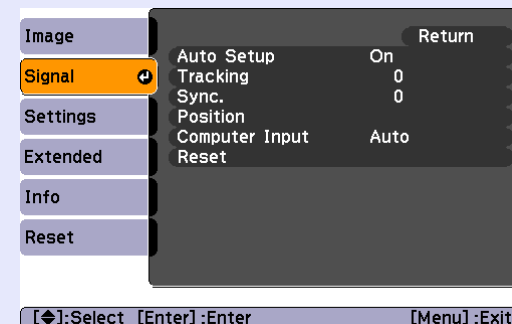 Image
Signal
Settings
Extended
Info
Reset
Return
Auto Setup On
Tracking 0
Sync. 0
Position
Computer Input Auto
Reset
[◆]:Select [Enter]:Enter [Menu]:Exit